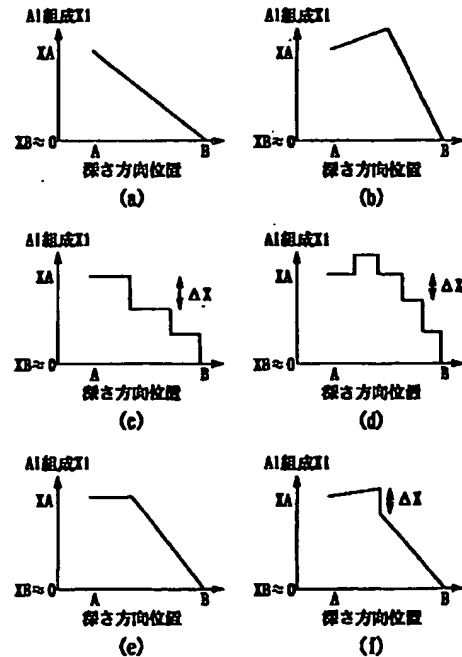 Al組成X1
XA
XB≈0
A
B
深さ方向位置
(a)
Al組成X1
XA
XB≈0
A
B
深さ方向位置
(b)
Al組成X1
XA
ΔX
XB≈0
A
B
深さ方向位置
(c)
Al組成X1
XA
ΔX
XB≈0
A
B
深さ方向位置
(d)
Al組成X1
XA
XB≈0
A
B
深さ方向位置
(e)
Al組成X1
XA
ΔX
XB≈0
A
B
深さ方向位置
(f)